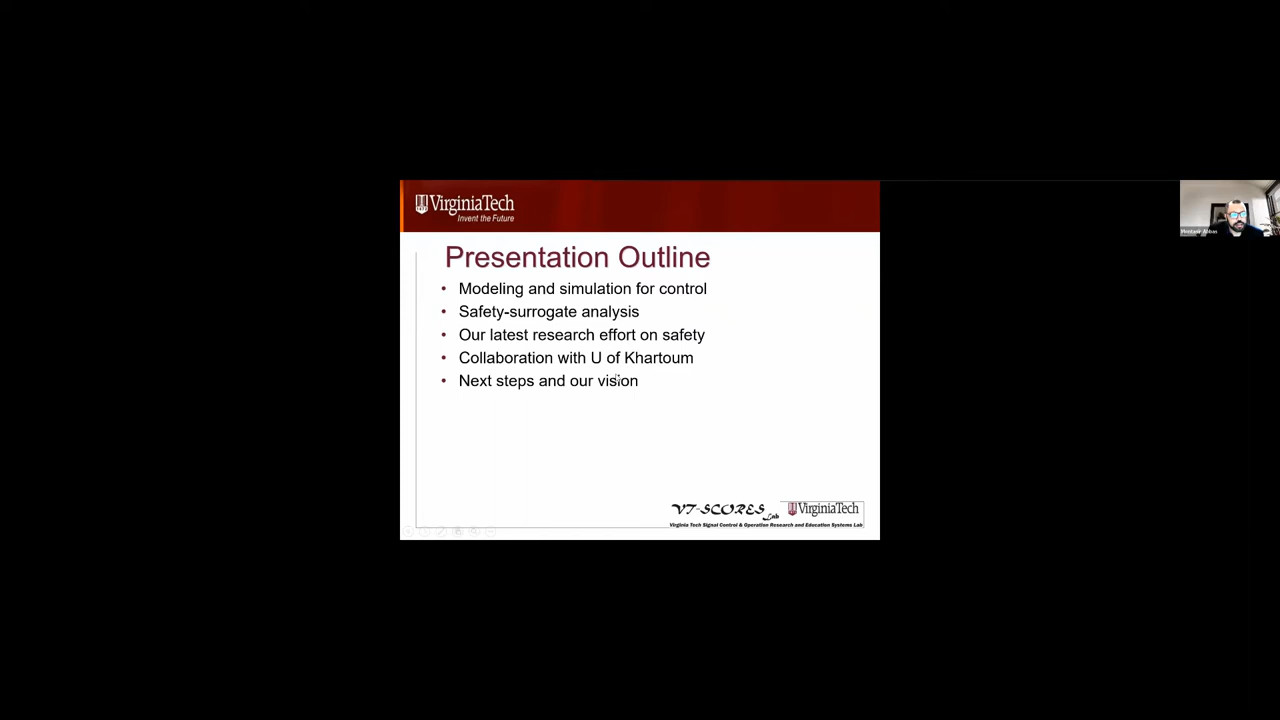 VirginiaTech
Invent the Future
Presentation Outline
• Modeling and simulation for control
• Safety-surrogate analysis
• Our latest research effort on safety
• Collaboration with U of Khartoum
• Next steps and our vision
VT-SCORES Lab
VirginiaTech
Virginia Tech Signal Control & Operation Research and Education Systems Lab
Abbas